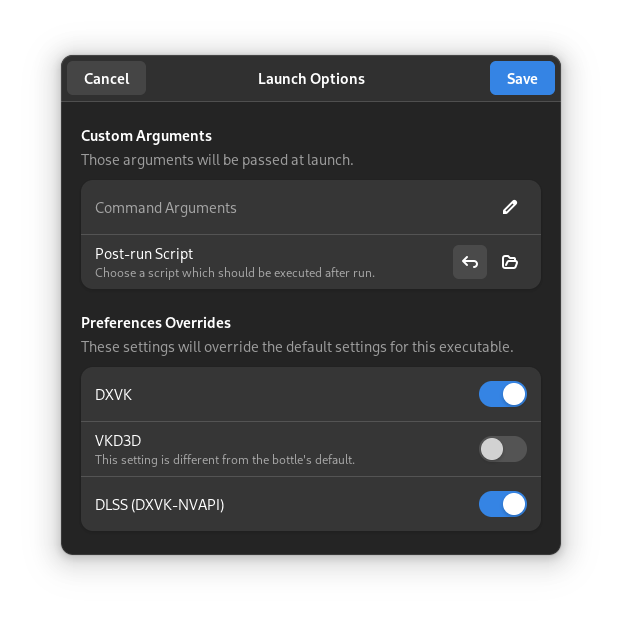 Cancel
Launch Options
Save
Custom Arguments
Those arguments will be passed at launch.
Command Arguments
Post-run Script
Choose a script which should be executed after run.
Preferences Overrides
These settings will override the default settings for this executable.
DXVK
VKD3D
This setting is different from the bottle's default.
DLSS (DXVK-NVAPI)